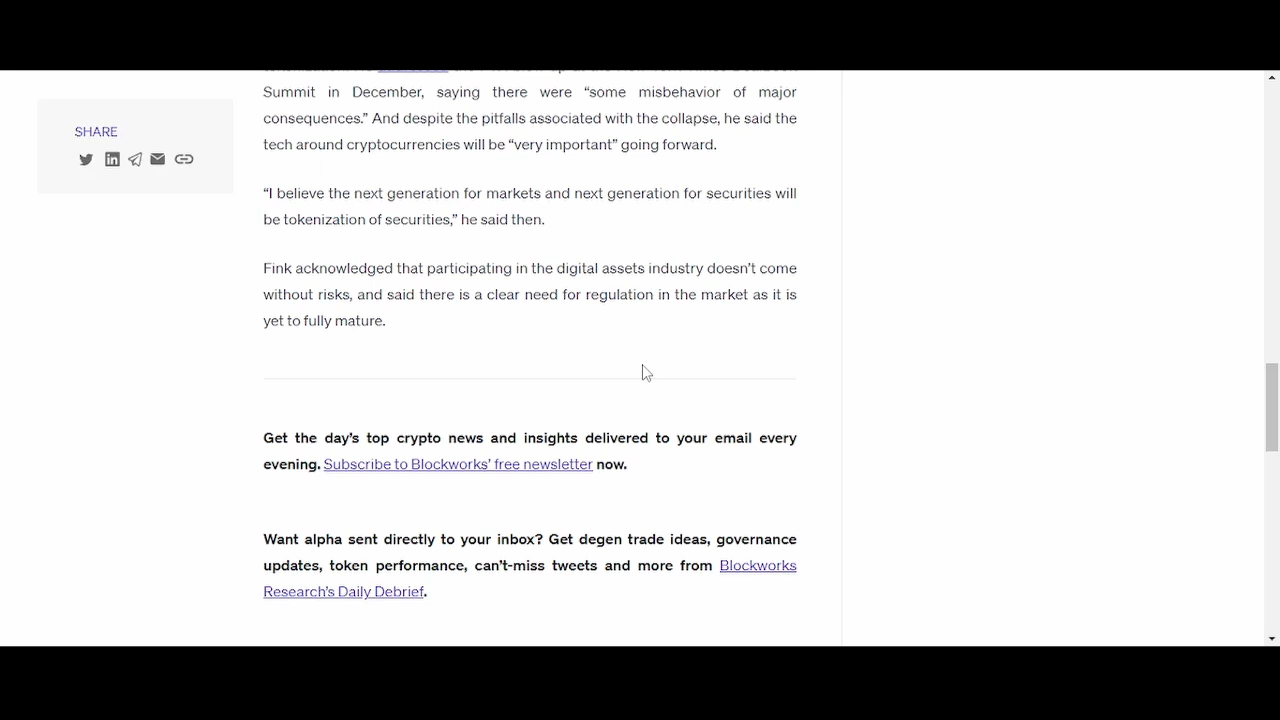 SHARE
Summit in December, saying there were “some misbehavior of major
consequences.” And despite the pitfalls associated with the collapse, he said the
tech around cryptocurrencies will be “very important” going forward.
“I believe the next generation for markets and next generation for securities will
be tokenization of securities,” he said then.
Fink acknowledged that participating in the digital assets industry doesn’t come
without risks, and said there is a clear need for regulation in the market as it is
yet to fully mature.
Get the day’s top crypto news and insights delivered to your email every
evening. Subscribe to Blockworks’ free newsletter now.
Want alpha sent directly to your inbox? Get degen trade ideas, governance
updates, token performance, can’t-miss tweets and more from Blockworks
Research’s Daily Debrief.